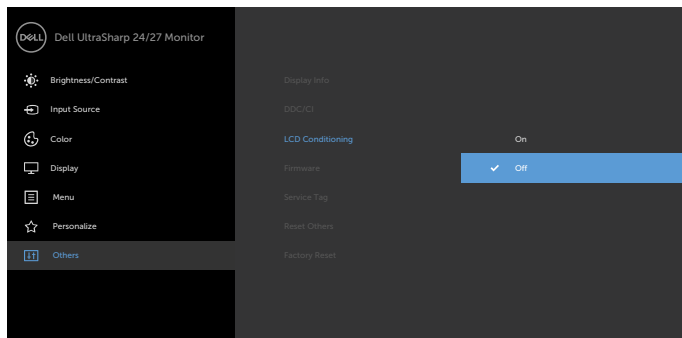 DELL Dell UltraSharp 24/27 Monitor
Brightness/Contrast
Input Source
Color
Display
Menu
Personalize
Others
Display Info
DDC/CI
LCD Conditioning
On
Firmware
Off
Service Tag
Reset Others
Factory Reset